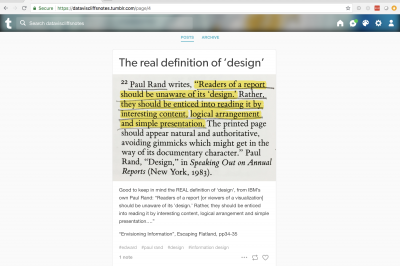 Secure
https://dataviscliffsnotes.tumblr.com/page/4
t
Search dataviscliffsnotes
POSTS ARCHIVE
The real definition of 'design'
22 Paul Rand writes, “Readers of a report
should be unaware of its ‘design.’ Rather,
they should be enticed into reading it by
interesting content, logical arrangement
and simple presentation. The printed page
should appear natural and authoritative,
avoiding gimmicks which might get in the
way of its documentary character.” Paul
Rand, “Design,” in Speaking Out on Annual
Reports (New York, 1983).
Good to keep in mind the REAL definition of 'design', from IBM's
own Paul Rand: "Readers of a report [or viewers of a visualization]
should be unaware of its 'design.' Rather, they should be enticed
into reading it by interesting content, logical arrangement and simple
presentation...."
"Envisioning Information", Escaping Flatland, pp34-35
#edward #paul rand #design #information design
1 note